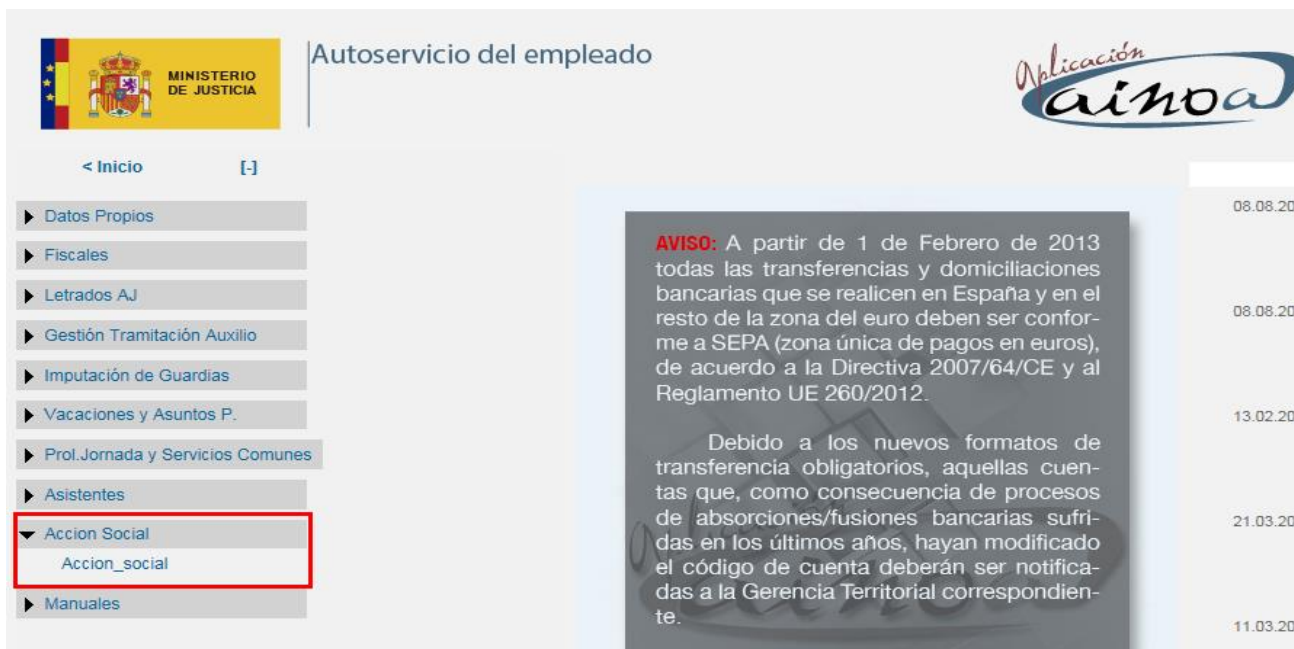 MINISTERIO
DE JUSTICIA
Autoservicio del empleado
Aplicación
ainoa
< Inicio [-]
Datos Propios
Fiscales
Letrados AJ
Gestión Tramitación Auxilio
Imputación de Guardias
Vacaciones y Asuntos P.
Prol.Jornada y Servicios Comunes
Asistentes
Accion Social
Accion_social
Manuales
AVISO: A partir de 1 de Febrero de 2013
todas las transferencias y domiciliaciones
bancarias que se realicen en España y en el
resto de la zona del euro deben ser confor-
me a SEPA (zona única de pagos en euros),
de acuerdo a la Directiva 2007/64/CE y al
Reglamento UE 260/2012.
Debido a los nuevos formatos de
transferencia obligatorios, aquellas cuen-
tas que, como consecuencia de procesos
de absorciones/fusiones bancarias sufri-
das en los últimos años, hayan modificado
el código de cuenta deberán ser notifica-
das a la Gerencia Territorial correspondien-
te.
08.08.20
08.08.20
13.02.20
21.03.20
11.03.20